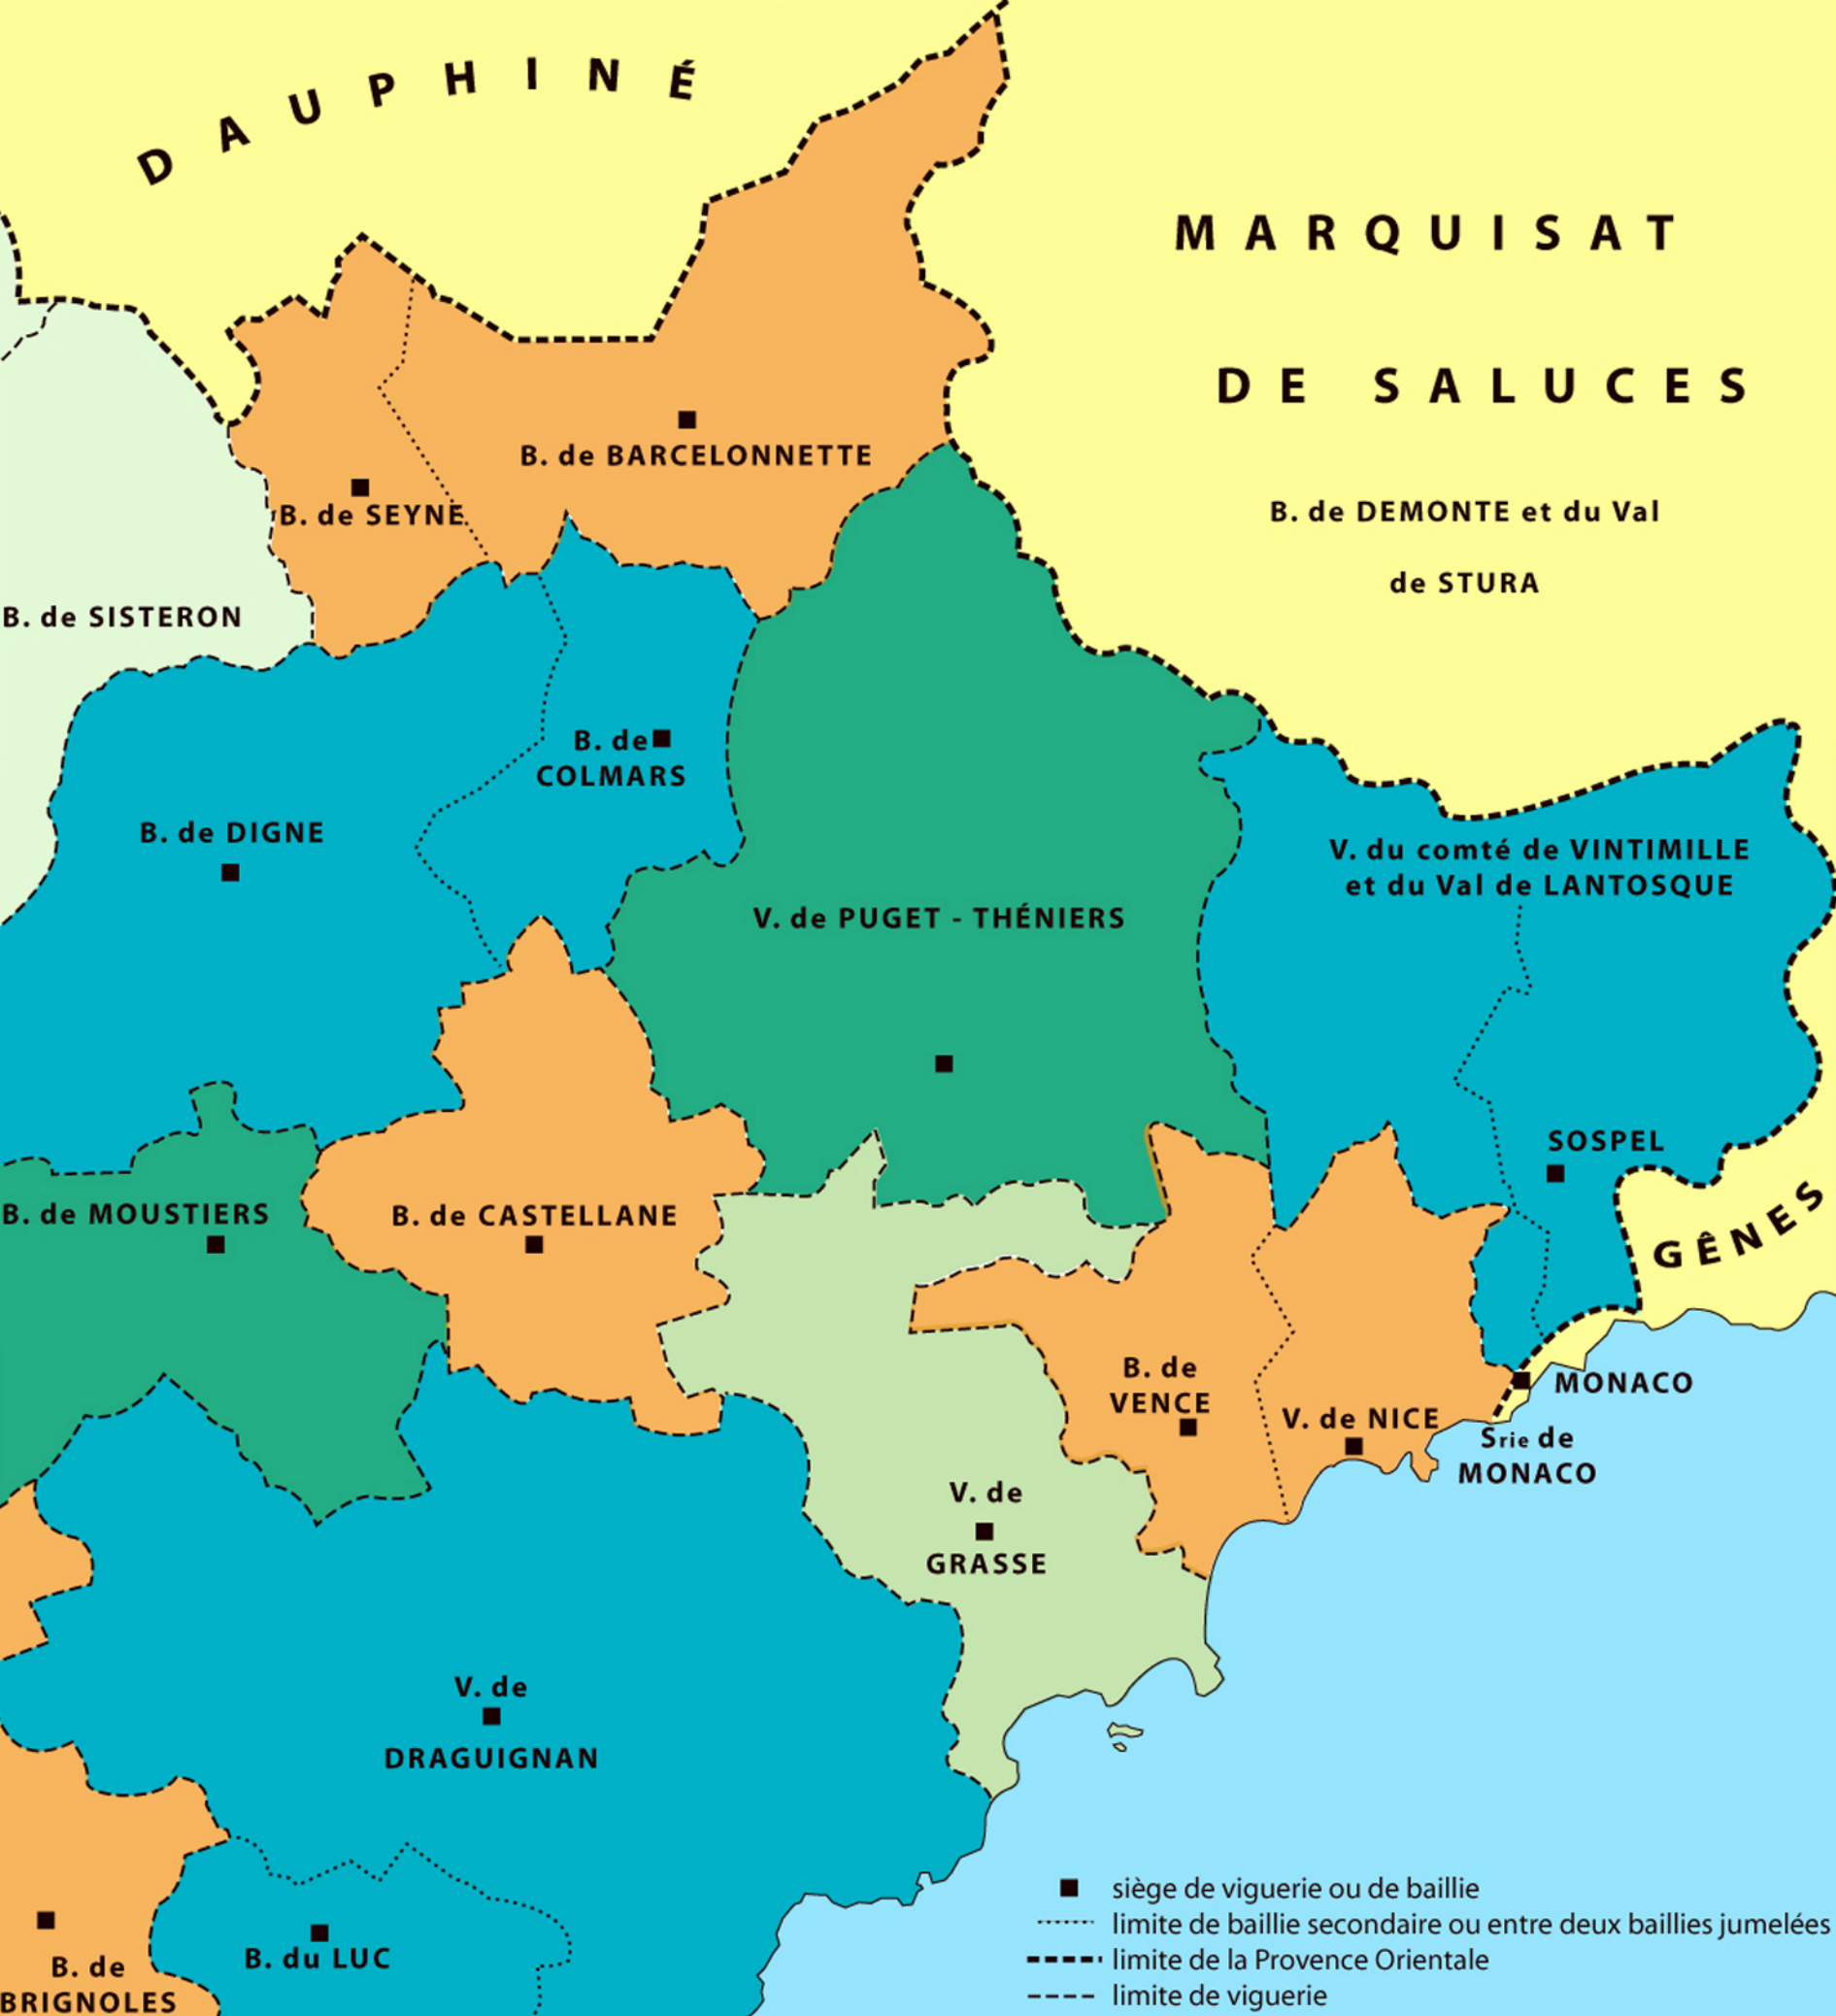 DAUPHINÉ
MARQUISAT
DE SALUCES
B. de BARCELONNETTE
B. de SEYNE
B. de DEMONTE et du Val
de STURA
B. de SISTERON
B. de
COLMARS
B. de DIGNE
V. du comté de VINTIMILLE
et du Val de LANTOSQUE
V. de PUGET - THÉNIERS
SOSPEL
B. de MOUSTIERS
B. de CASTELLANE
GÊNES
B. de
VENCE
MONACO
V. de NICE
Srie de
MONACO
V. de
GRASSE
V. de
DRAGUIGNAN
B. du LUC
B. de
BRIGNOLES
siège de viguerie ou de baillie
limite de baillie secondaire ou entre deux baillies jumelées
limite de la Provence Orientale
limite de viguerie